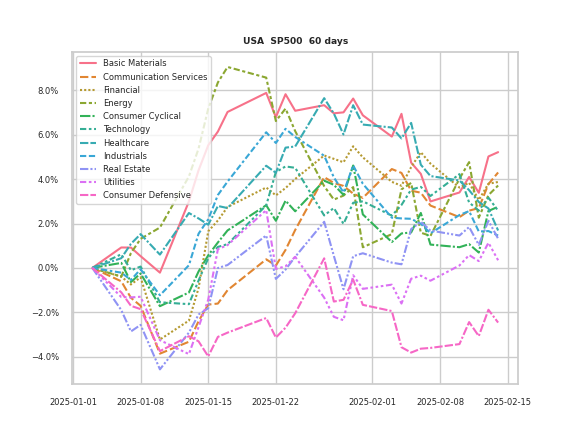 USA  SP500  60 days
Basic Materials
Communication Services
Financial
Energy
Consumer Cyclical
Technology
Healthcare
Industrials
Real Estate
Utilities
Consumer Defensive
8.0%
6.0%
4.0%
2.0%
0.0%
−2.0%
−4.0%
2025-01-01 2025-01-08 2025-01-15 2025-01-22 2025-02-01 2025-02-08 2025-02-15